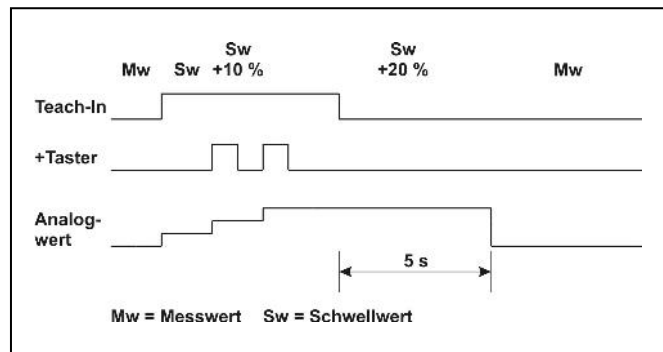 Sw Sw
Mw Sw +10 % +20 % Mw
Teach-In
+Taster
Analog-
wert
5 s
Mw = Messwert Sw = Schwellwert